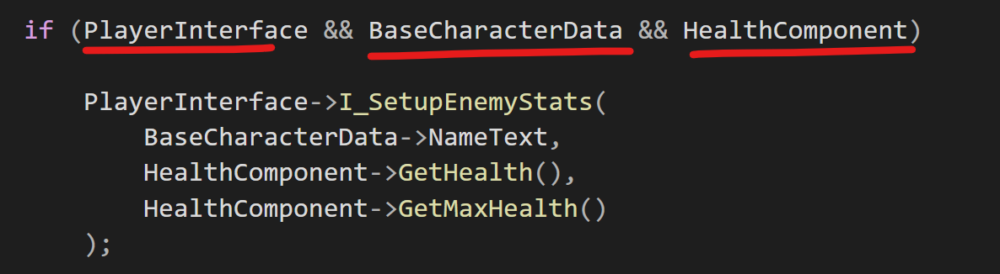 if (PlayerInterface && BaseCharacterData && HealthComponent)
PlayerInterface->I_SetupEnemyStats(
BaseCharacterData->NameText,
HealthComponent->GetHealth(),
HealthComponent->GetMaxHealth()
);